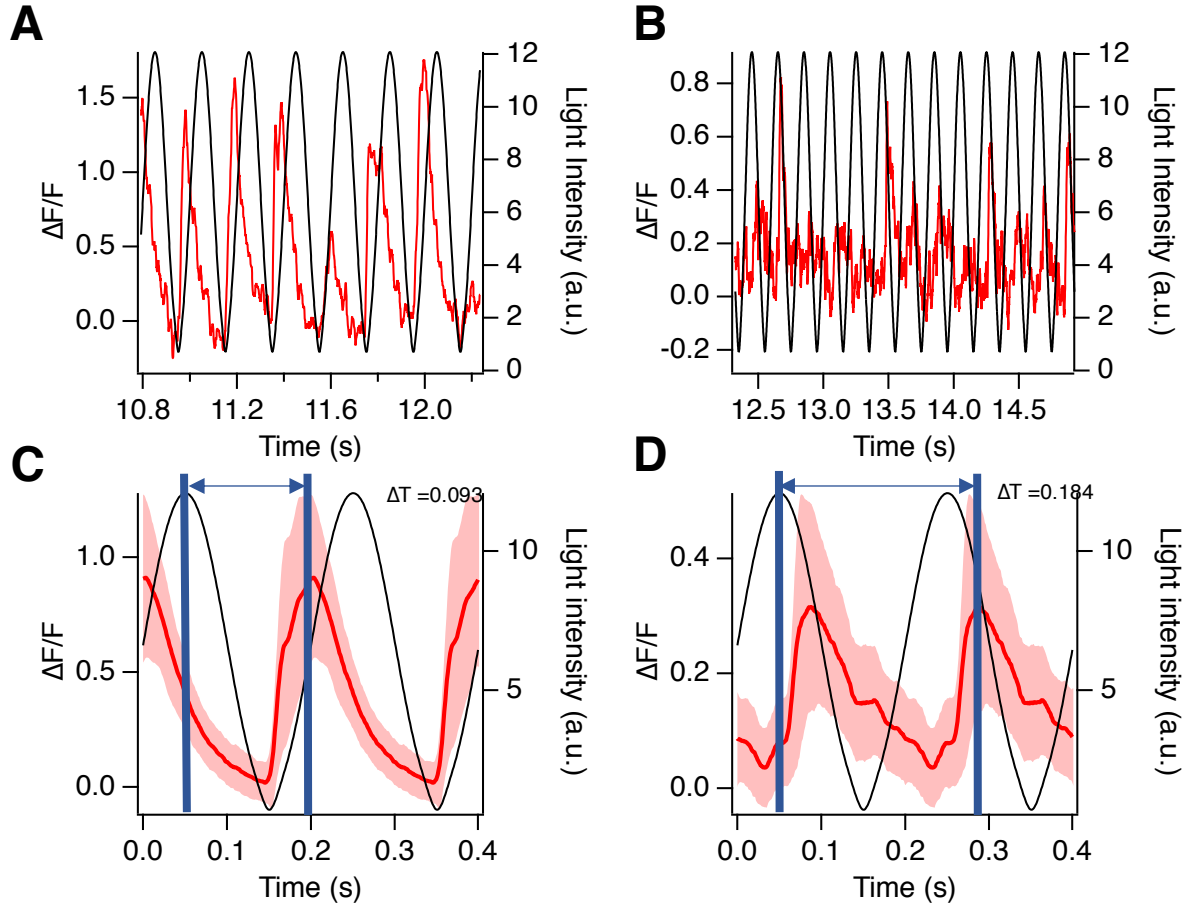 A
1.5
1.0
0.5
0.0
ΔF/F
12
10
8
6
4
2
0
Light Intensity (a.u.)
10.8 11.2 11.6 12.0
Time (s)
B
0.8
0.6
0.4
0.2
0.0
-0.2
ΔF/F
12
10
8
6
4
2
0
Light Intensity (a.u.)
12.5 13.0 13.5 14.0 14.5
Time (s)
C
ΔT =0.093
1.0
0.5
0.0
ΔF/F
10
5
Light intensity (a.u.)
0.0 0.1 0.2 0.3 0.4
Time (s)
D
ΔT =0.184
0.4
0.2
0.0
ΔF/F
10
5
Light intensity (a.u.)
0.0 0.1 0.2 0.3 0.4
Time (s)